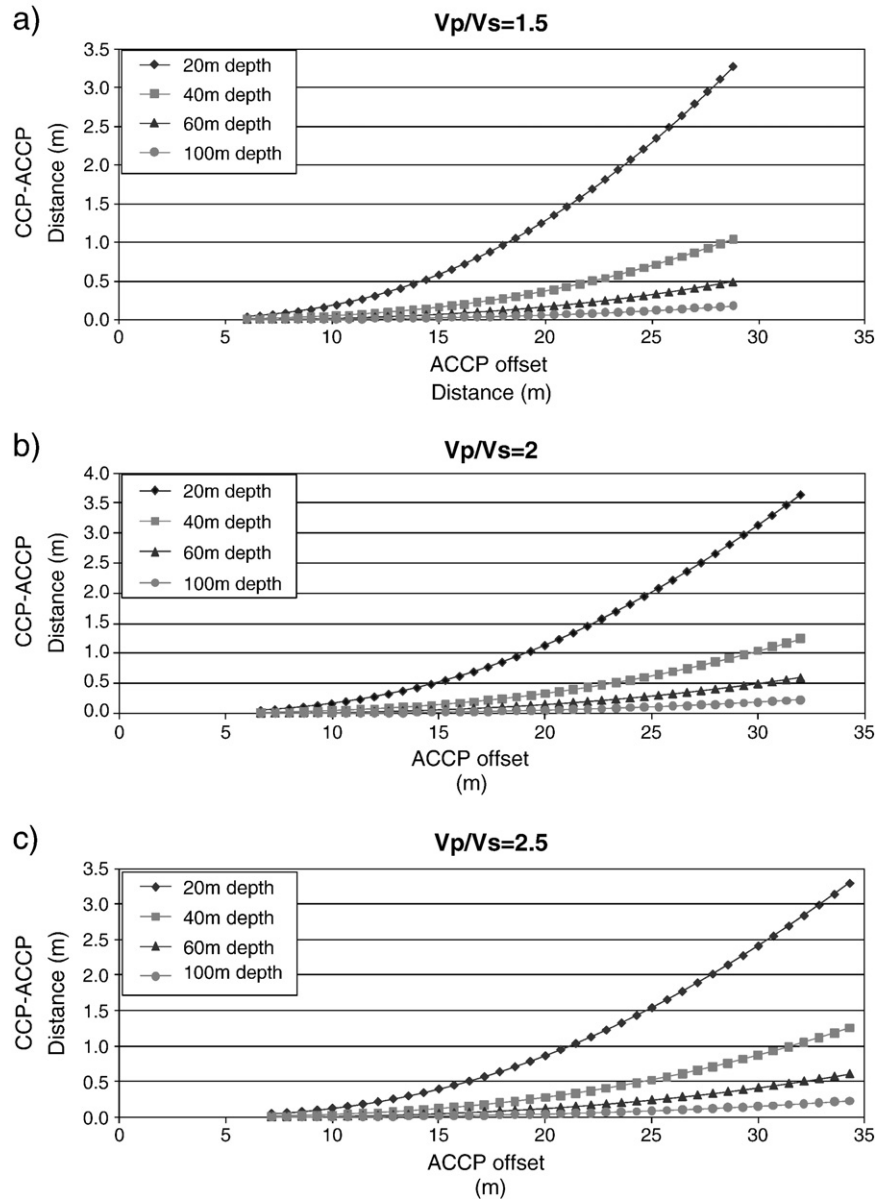 a)
Vp/Vs=1.5
3.5
3.0
2.5
2.0
1.5
1.0
0.5
0.0
CCP-ACCP
Distance (m)
20m depth
40m depth
60m depth
100m depth
0 5 10 15 20 25 30 35
ACCP offset
Distance (m)
b)
Vp/Vs=2
4.0
3.5
3.0
2.5
2.0
1.5
1.0
0.5
0.0
CCP-ACCP
Distance (m)
20m depth
40m depth
60m depth
100m depth
0 5 10 15 20 25 30 35
ACCP offset
(m)
c)
Vp/Vs=2.5
3.5
3.0
2.5
2.0
1.5
1.0
0.5
0.0
CCP-ACCP
Distance (m)
20m depth
40m depth
60m depth
100m depth
0 5 10 15 20 25 30 35
ACCP offset
(m)